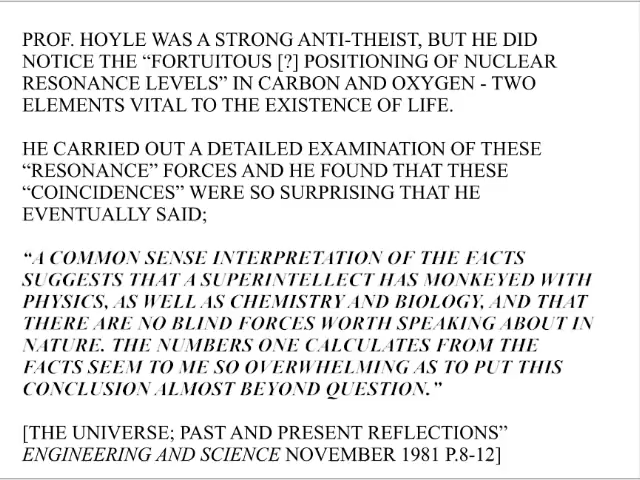 PROF. HOYLE WAS A STRONG ANTI-THEIST, BUT HE DID
NOTICE THE “FORTUITOUS [?] POSITIONING OF NUCLEAR
RESONANCE LEVELS” IN CARBON AND OXYGEN - TWO
ELEMENTS VITAL TO THE EXISTENCE OF LIFE.
HE CARRIED OUT A DETAILED EXAMINATION OF THESE
“RESONANCE” FORCES AND HE FOUND THAT THESE
“COINCIDENCES” WERE SO SURPRISING THAT HE
EVENTUALLY SAID;
“A COMMON SENSE INTERPRETATION OF THE FACTS
SUGGESTS THAT A SUPERINTELLECT HAS MONKEYED WITH
PHYSICS, AS WELL AS CHEMISTRY AND BIOLOGY, AND THAT
THERE ARE NO BLIND FORCES WORTH SPEAKING ABOUT IN
NATURE. THE NUMBERS ONE CALCULATES FROM THE
FACTS SEEM TO ME SO OVERWHELMING AS TO PUT THIS
CONCLUSION ALMOST BEYOND QUESTION.”
[THE UNIVERSE; PAST AND PRESENT REFLECTIONS”
ENGINEERING AND SCIENCE NOVEMBER 1981 P.8-12]